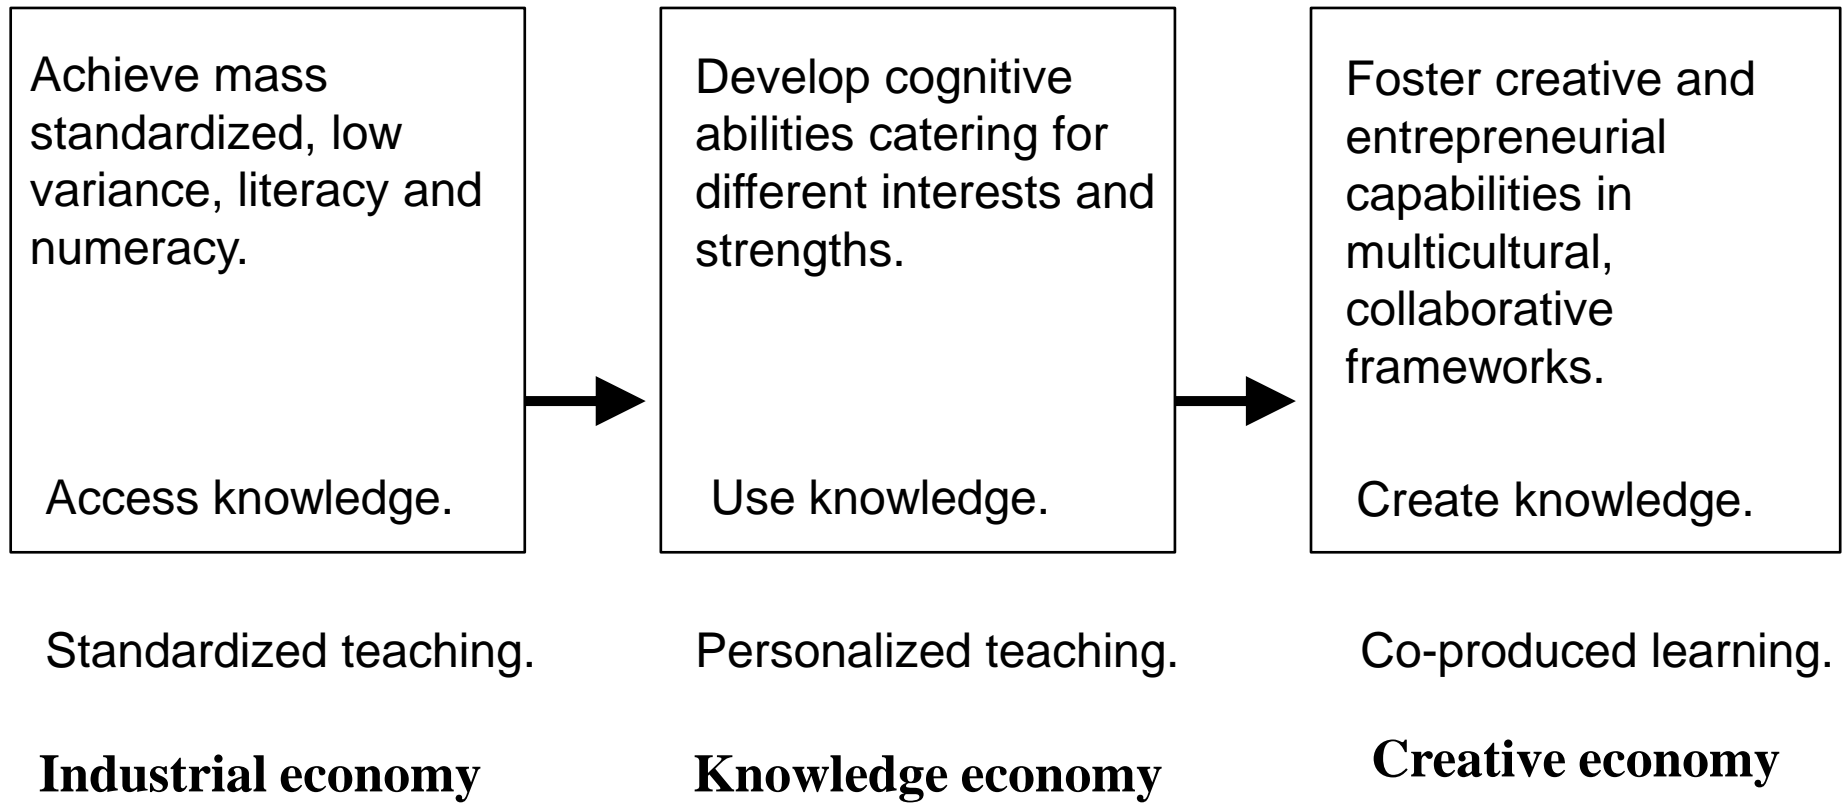 Achieve mass
standardized, low
variance, literacy and
numeracy.
Access knowledge.
Develop cognitive
abilities catering for
different interests and
strengths.
Use knowledge.
Foster creative and
entrepreneurial
capabilities in
multicultural,
collaborative
frameworks.
Create knowledge.
Standardized teaching.
Personalized teaching.
Co-produced learning.
Industrial economy
Knowledge economy
Creative economy